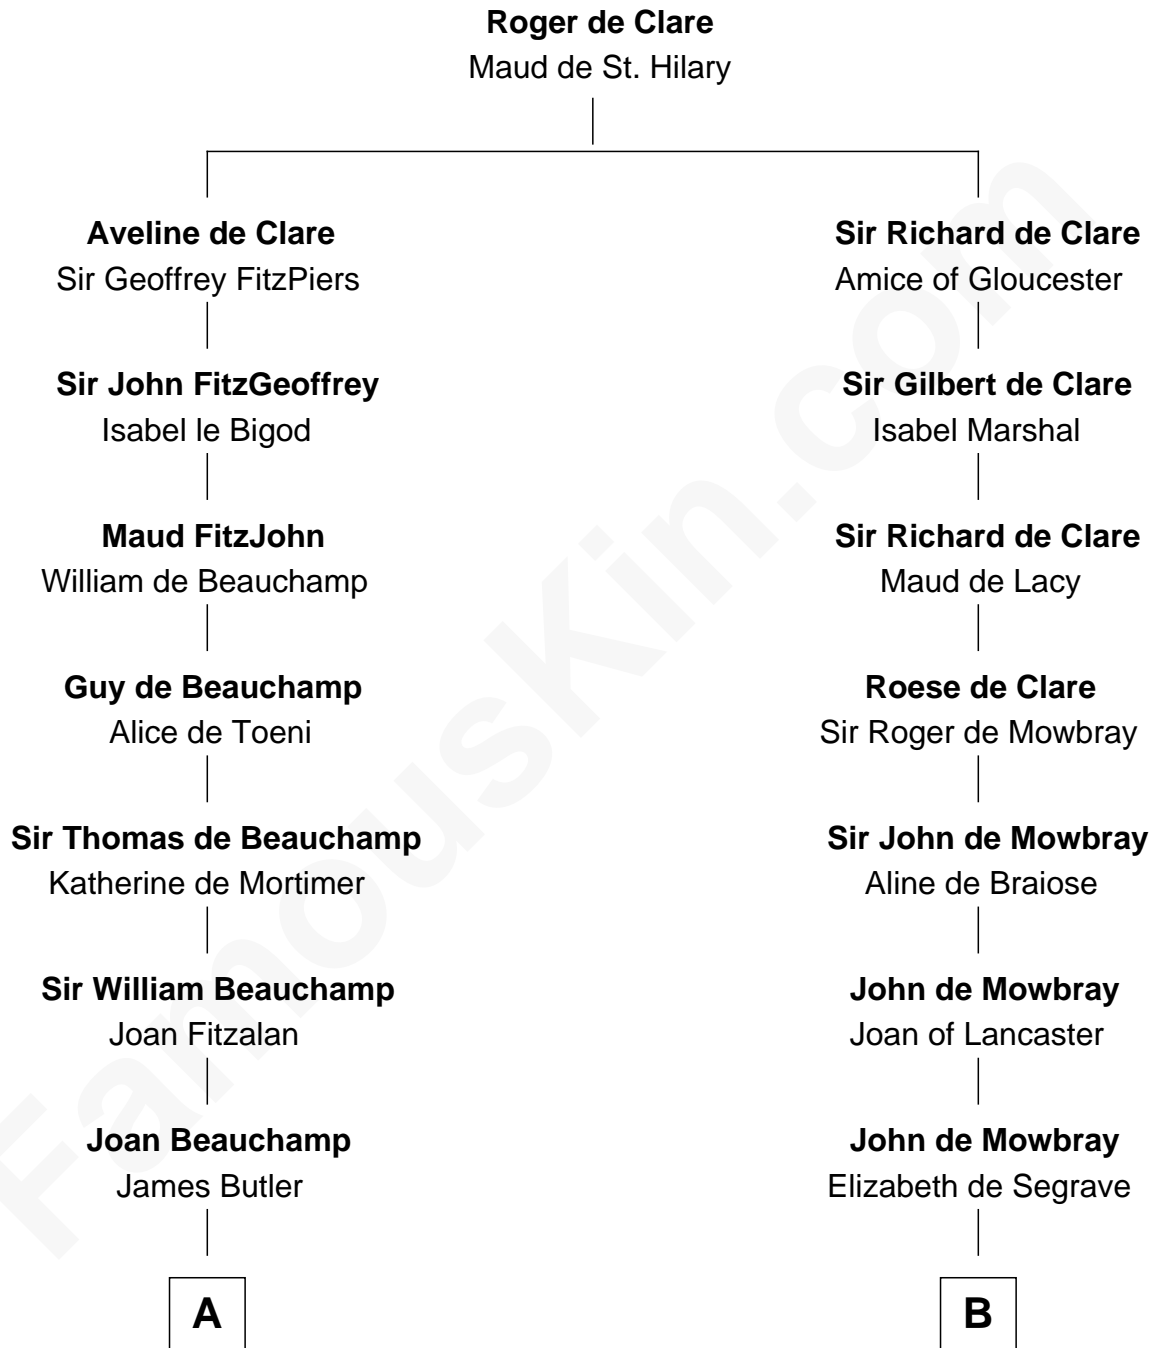 Roger de Clare
Maud de St. Hilary
Aveline de Clare
Sir Geoffrey FitzPiers
Sir John FitzGeoffrey
Isabel le Bigod
Maud FitzJohn
William de Beauchamp
Guy de Beauchamp
Alice de Toeni
Sir Thomas de Beauchamp
Katherine de Mortimer
Sir William Beauchamp
Joan Fitzalan
Joan Beauchamp
James Butler
A
Sir Richard de Clare
Amice of Gloucester
Sir Gilbert de Clare
Isabel Marshal
Sir Richard de Clare
Maud de Lacy
Roese de Clare
Sir Roger de Mowbray
Sir John de Mowbray
Aline de Braiose
John de Mowbray
Joan of Lancaster
John de Mowbray
Elizabeth de Segrave
B
FamousKin.com